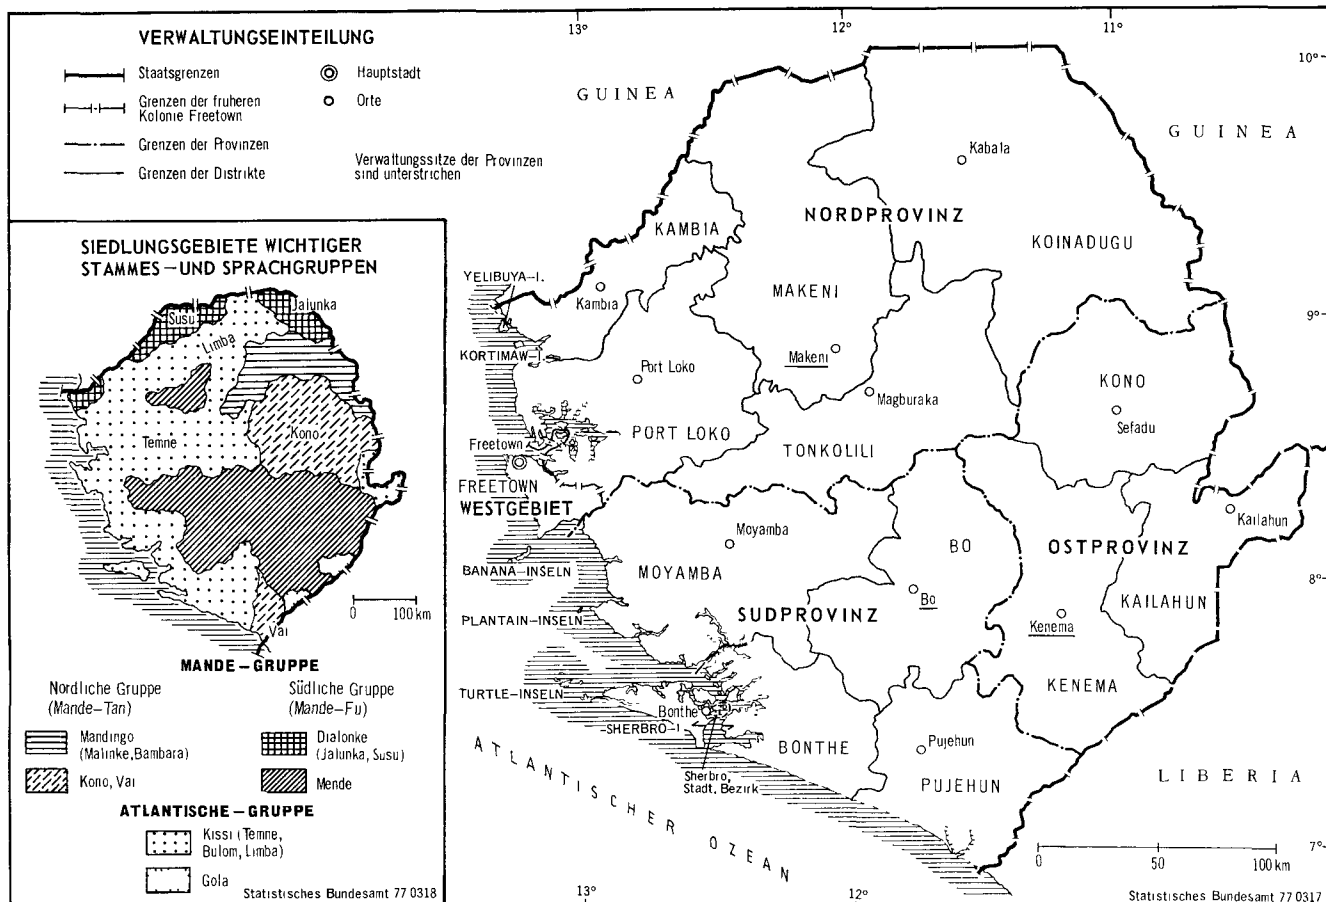 VERWALTUNGSEINTEILUNG
Staatsgrenzen
Grenzen der fruheren
Kolonie Freetown
Grenzen der Provinzen
Grenzen der Distrikte
Hauptstadt
Orte
Verwaltungssitze der Provinzen
sind unterstrichen
SIEDLUNGSGEBIETE WICHTIGER
STAMMES-UND SPRACHGRUPPEN
Susu
Jalunka
Limba
Temne
Kono
Vai
0 100 km
MANDE-GRUPPE
Nordliche Gruppe
(Mande-Tan)
Südliche Gruppe
(Mande-Fu)
Mandingo
(Malinke, Bambara)
Dialonke
(Jalunka, Susu)
Kono, Vai
Mende
ATLANTISCHE-GRUPPE
Kissi (Temne,
Bulom, Limba)
Gola
Statistisches Bundesamt 77 0318
13° 12° 11°
10°
GUINEA
GUINEA
Kabala
NORDPROVINZ
KAMBIA
KOINADUGU
YELIBUYA-I.
Kambia
MAKENI
9°
KORTIMAW-I.
Makeni
Port Loko
KONO
Magburaka
Sefadu
PORT LOKO
Freetown
TONKOLILI
FREETOWN
WESTGEBIET
Kailahun
Moyamba
BO
OSTPROVINZ
BANANA-INSELN
MOYAMBA
8°
Bo
KAILAHUN
PLANTAIN-INSELN
SUDPROVINZ
Kenema
TURTLE-INSELN
KENEMA
Bonthe
SHERBRO-I
BONTHE
Pujehun
Sherbro,
Stadt, Bezirk
PUJEHUN
LIBERIA
ATLANTISCHER OZEAN
7°
0 50 100 km
13° 12°
Statistisches Bundesamt 77 0317